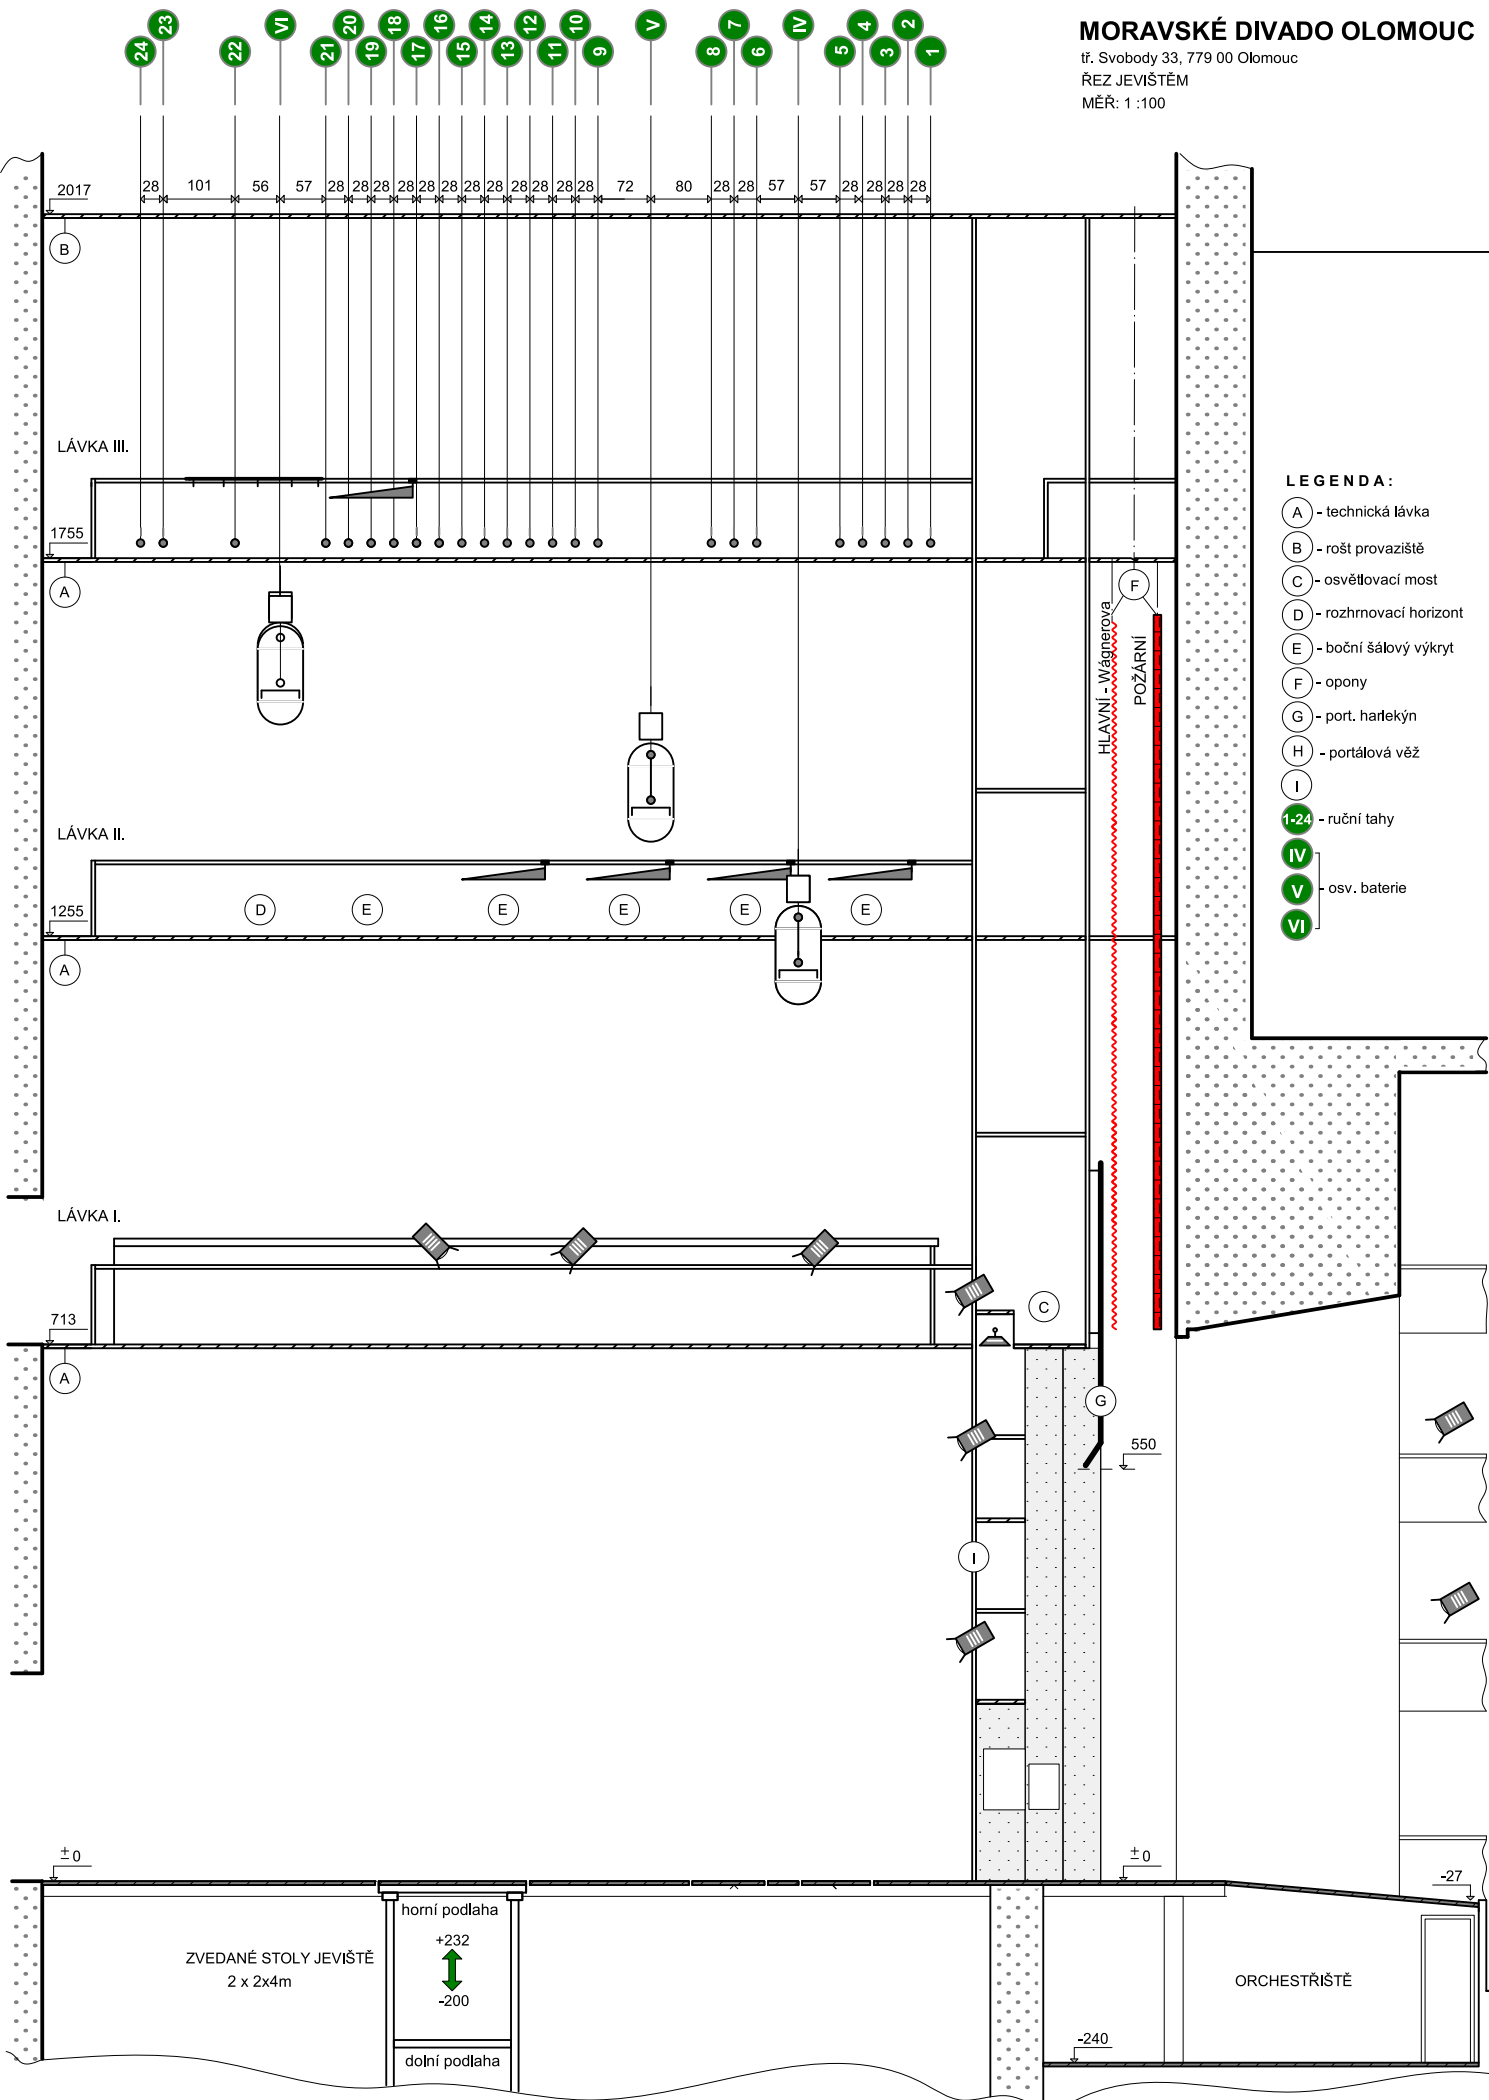 MORAVSKÉ DIVADO OLOMOUC
tř. Svobody 33, 779 00 Olomouc
ŘEZ JEVIŠTĚM
MĚŘ: 1 :100
24 23 22 VI 21 20 19 18 17 16 15 14 13 12 11 10 9 V 8 7 6 IV 5 4 3 2 1
2017 28 101 56 57 28 28 28 28 28 28 28 28 28 28 28 28 72 80 28 28 57 57 28 28 28 28
B
LÁVKA III.
1755
A
F
HLAVNÍ - Wágnerova
POŽÁRNÍ
L E G E N D A :
A - technická lávka
B - rošt provaziště
C - osvětlovací most
D - rozhrnovací horizont
E - boční šálový výkryt
F - opony
G - port. harlekýn
H - portálová věž
I
1-24 - ruční tahy
IV
V - osv. baterie
VI
LÁVKA II.
1255
D E E E E E
A
LÁVKA I.
713
C
A
G
550
I
± 0
± 0
-27
horní podlaha
+232
-200
dolní podlaha
ZVEDANÉ STOLY JEVIŠTĚ
2 x 2x4m
ORCHESTŘIŠTĚ
-240